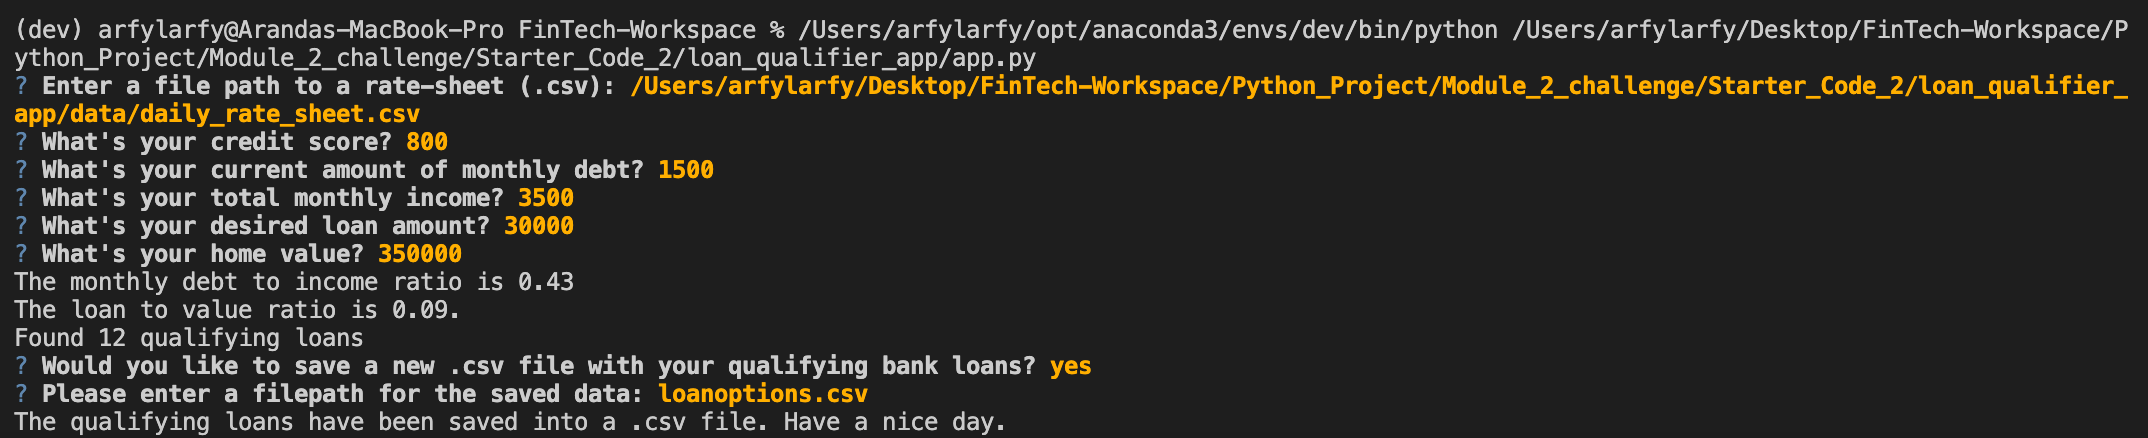 (dev) arfylarfy@Arandas-MacBook-Pro FinTech-Workspace % /Users/arfylarfy/opt/anaconda3/envs/dev/bin/python /Users/arfylarfy/Desktop/FinTech-Workspace/P
ython_Project/Module_2_challenge/Starter_Code_2/loan_qualifier_app/app.py
? Enter a file path to a rate-sheet (.csv): /Users/arfylarfy/Desktop/FinTech-Workspace/Python_Project/Module_2_challenge/Starter_Code_2/loan_qualifier_
app/data/daily_rate_sheet.csv
? What's your credit score? 800
? What's your current amount of monthly debt? 1500
? What's your total monthly income? 3500
? What's your desired loan amount? 30000
? What's your home value? 350000
The monthly debt to income ratio is 0.43
The loan to value ratio is 0.09.
Found 12 qualifying loans
? Would you like to save a new .csv file with your qualifying bank loans? yes
? Please enter a filepath for the saved data: loanoptions.csv
The qualifying loans have been saved into a .csv file. Have a nice day.